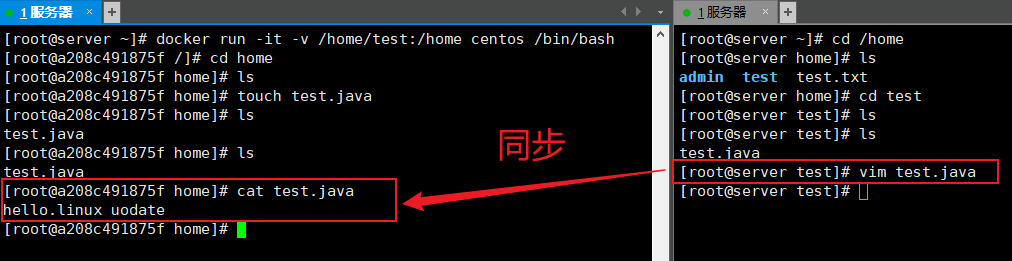 1 服务器
[root@server ~]# docker run -it -v /home/test:/home centos /bin/bash
[root@a208c491875f /]# cd home
[root@a208c491875f home]# ls
[root@a208c491875f home]# touch test.java
[root@a208c491875f home]# ls
test.java
[root@a208c491875f home]# ls
test.java
[root@a208c491875f home]# cat test.java
hello.linux uodate
[root@a208c491875f home]#
同步
1 服务器
[root@server ~]# cd /home
[root@server home]# ls
admin test test.txt
[root@server home]# cd test
[root@server test]# ls
[root@server test]# ls
test.java
[root@server test]# vim test.java
[root@server test]#